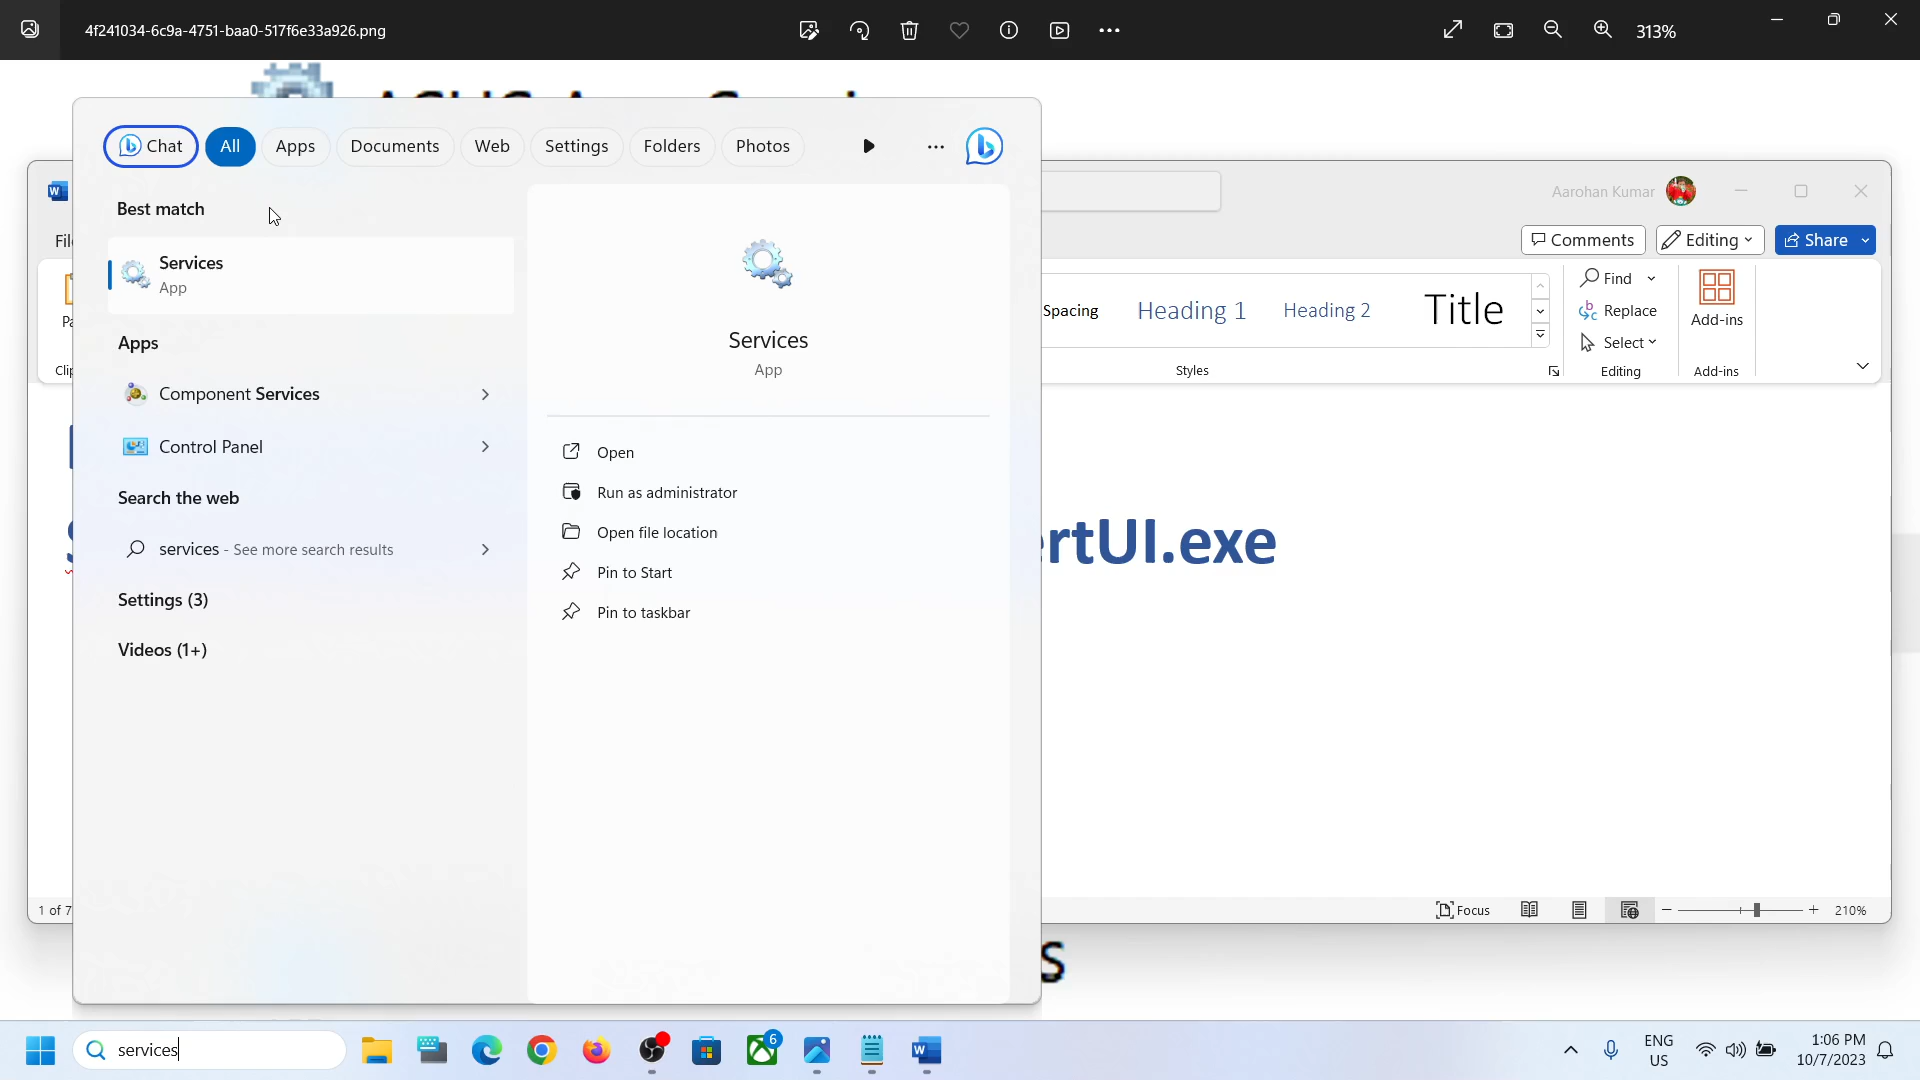 4f241034-6c9a-4751-baa0-517f6e33a926.png
313%
Chat
All
Apps
Documents
Web
Settings
Folders
Photos
Best match
Services
App
Apps
Component Services
Control Panel
Search the web
services - See more search results
Settings (3)
Videos (1+)
Services
App
Open
Run as administrator
Open file location
Pin to Start
Pin to taskbar
Aarohan Kumar
Comments
Editing
Share
Spacing
Heading 1
Heading 2
Title
Styles
Find
Replace
Select
Editing
Add-ins
Add-ins
ertUI.exe
1 of 7
Focus
210%
services
6
ENG
US
1:06 PM
10/7/2023